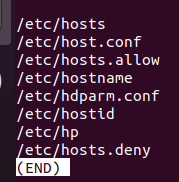 /etc/hosts
/etc/host.conf
/etc/hosts.allow
/etc/hostname
/etc/hdparm.conf
/etc/hostid
/etc/hp
/etc/hosts.deny
(END)